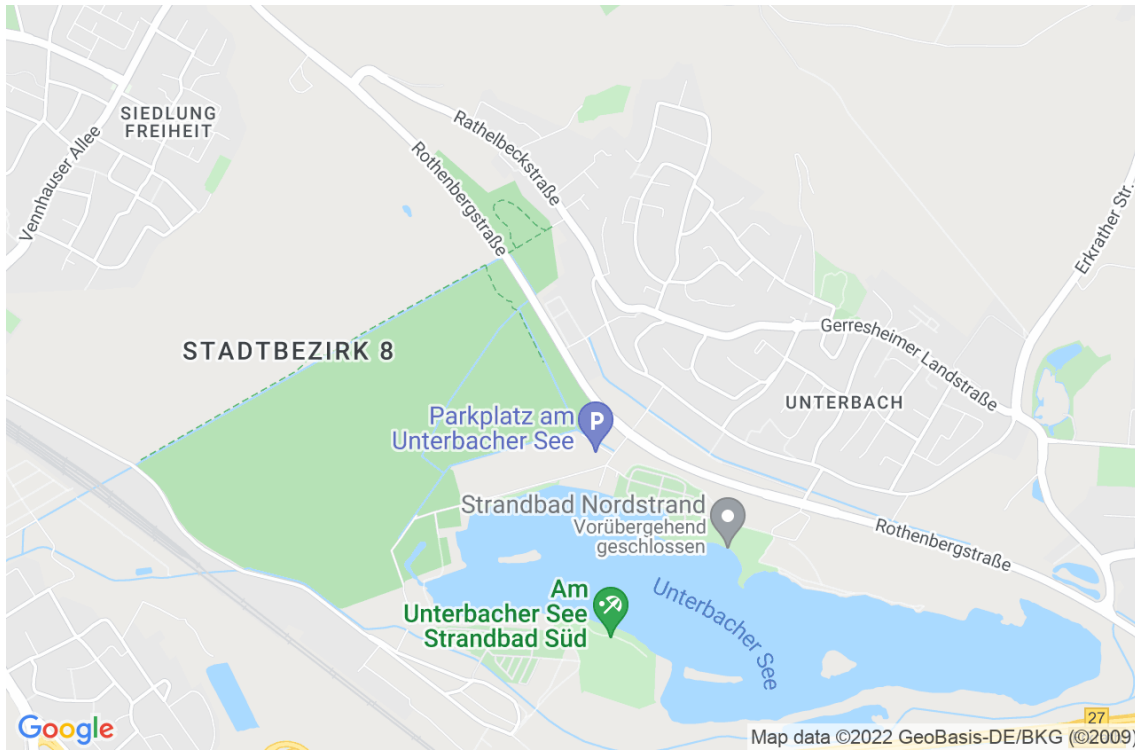 SIEDLUNG
FREIHEIT
Vennhauser Allee
Rathelbeckstraße
Rothenbergstraße
Erkrather Str...
STADTBEZIRK 8
Gerresheimer Landstraße
UNTERBACH
Parkplatz am
Unterbacher See
P
Strandbad Nordstrand
Vorübergehend
geschlossen
Rothenbergstraße
Am
Unterbacher See
Strandbad Süd
Unterbacher See
27
Google
Map data ©2022 GeoBasis-DE/BKG (©2009)